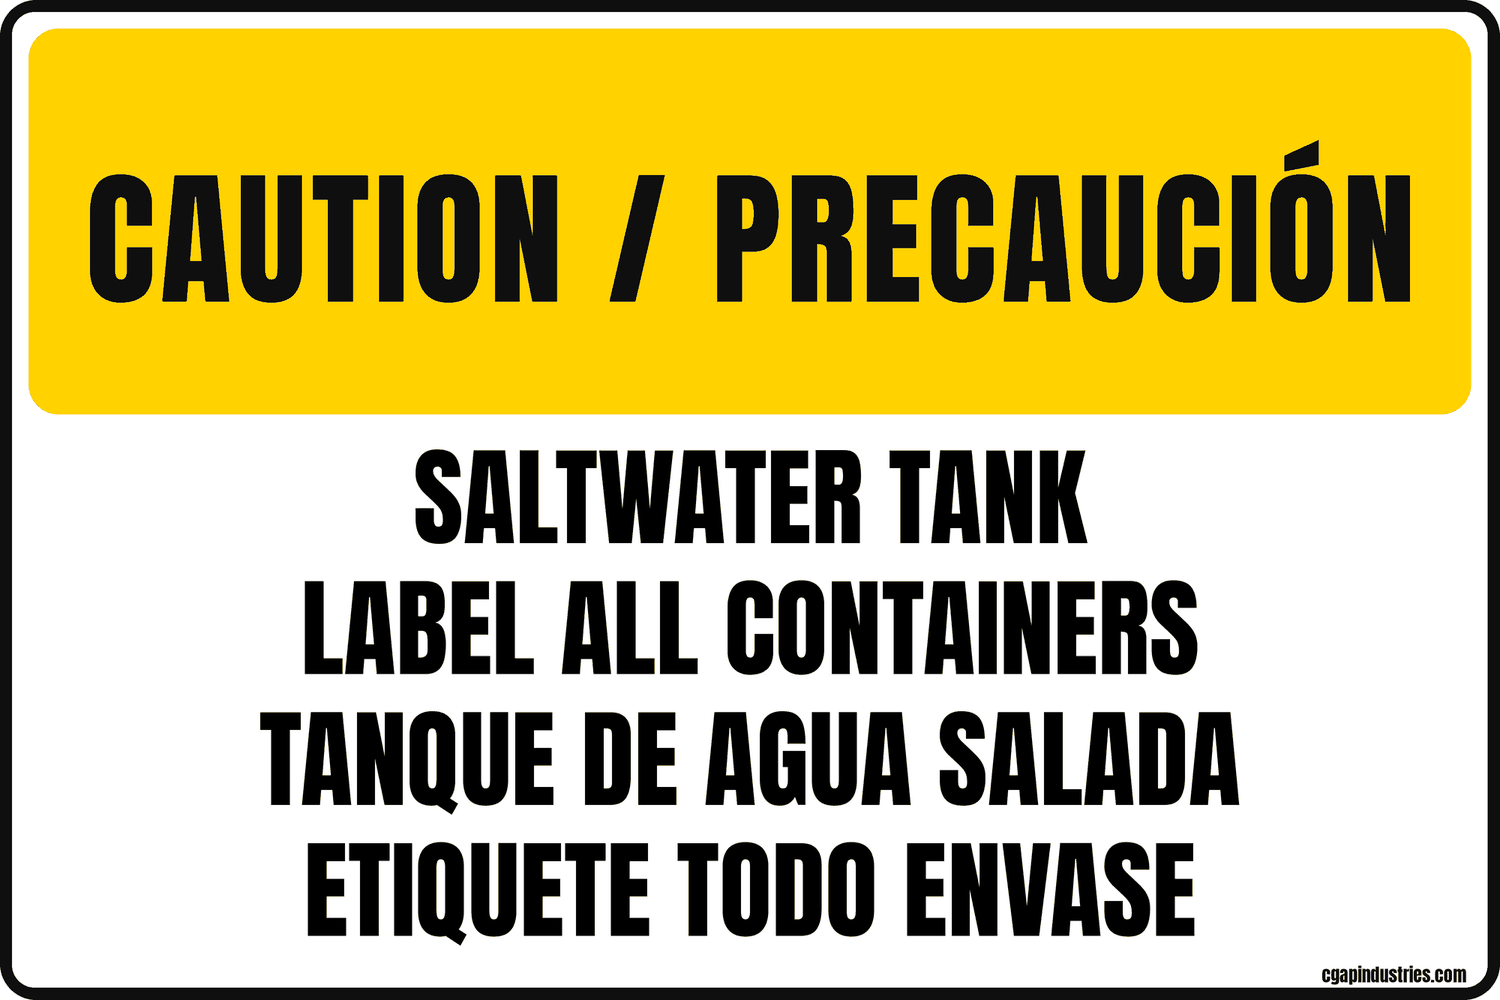 CAUTION / PRECAUCIÓN
SALTWATER TANK
LABEL ALL CONTAINERS
TANQUE DE AGUA SALADA
ETIQUETE TODO ENVASE
cgapindustries.com